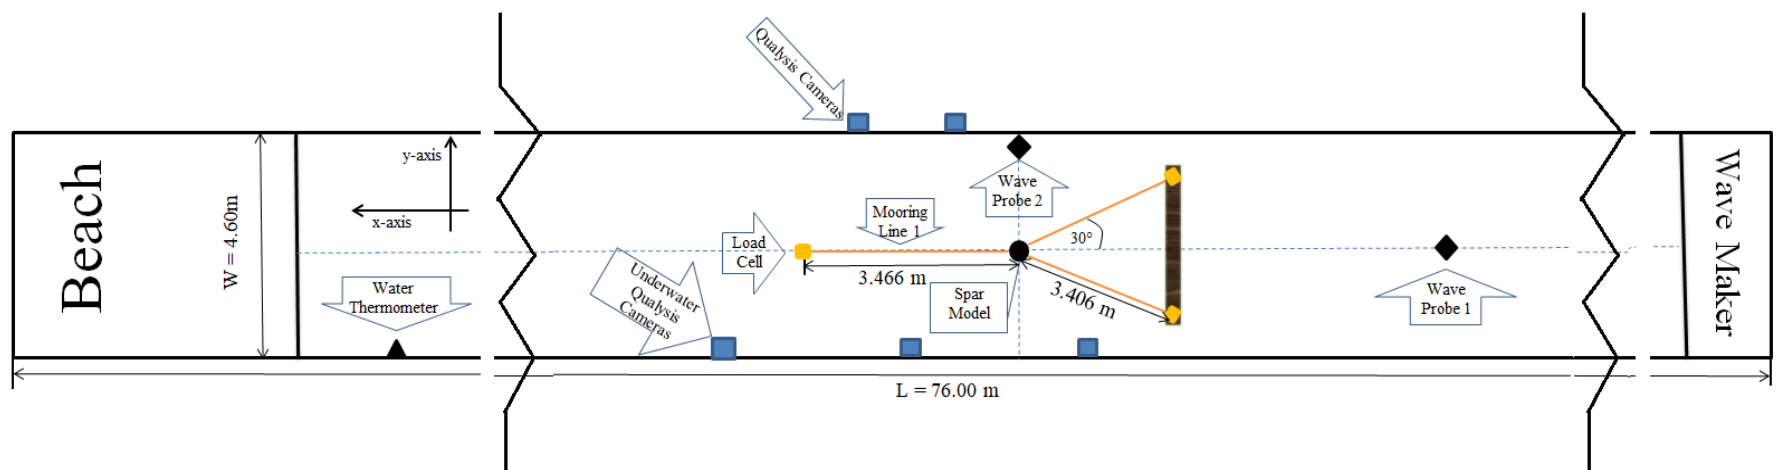 Qualysis Cameras
y-axis
x-axis
Beach
W = 4.60m
Water
Thermometer
Underwater
Qualysis
Cameras
Load
Cell
Mooring
Line 1
3.466 m
Wave
Probe 2
30°
3.406 m
Spar
Model
Wave
Probe 1
Wave Maker
L = 76.00 m